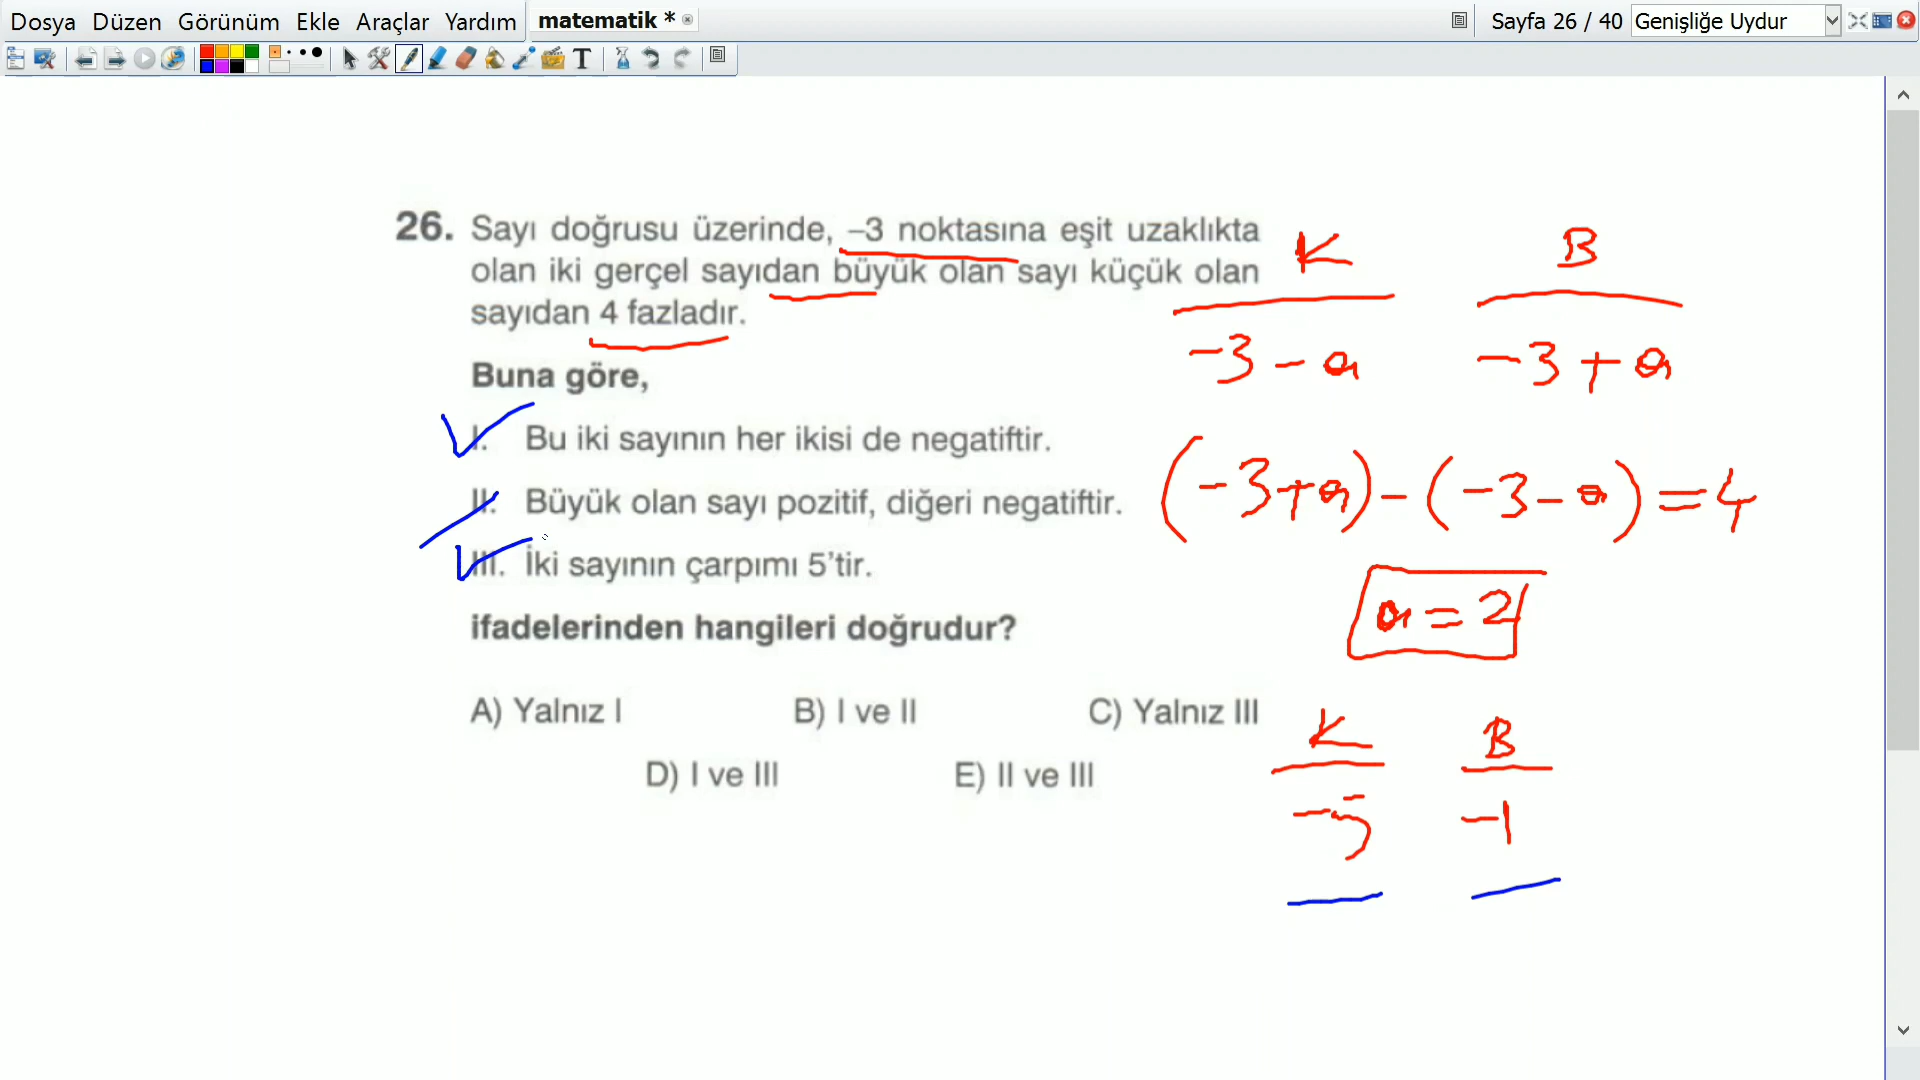 Dosya Düzen Görünüm Ekle Araçlar Yardım matematik * Sayfa 26 / 40 Genişliğe Uydur
26. Sayı doğrusu üzerinde, –3 noktasına eşit uzaklıkta
olan iki gerçel sayıdan büyük olan sayı küçük olan
sayıdan 4 fazladır.
Buna göre,
I. Bu iki sayının her ikisi de negatiftir.
II. Büyük olan sayı pozitif, diğeri negatiftir.
III. İki sayının çarpımı 5'tir.
ifadelerinden hangileri doğrudur?
A) Yalnız I B) I ve II C) Yalnız III
D) I ve III E) II ve III
K B
-3 - a -3 + a
(-3+a) - (-3-a) = 4
a = 2
K B
-5 -1